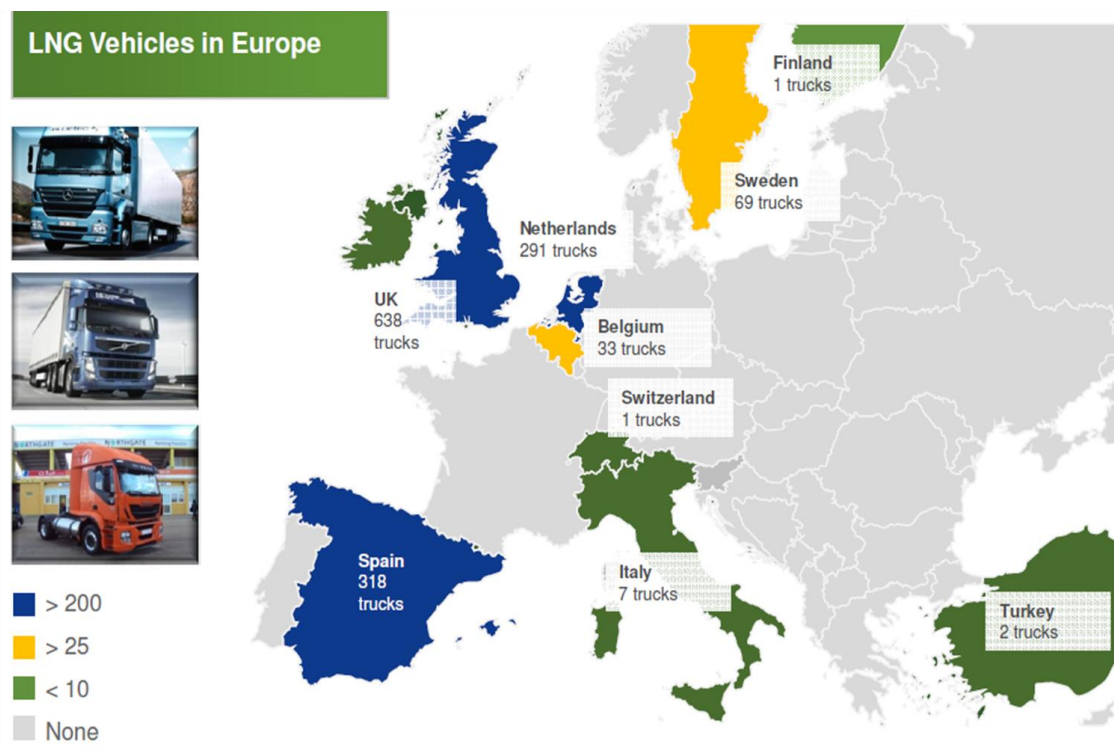 LNG Vehicles in Europe
Finland
1 trucks
Sweden
69 trucks
Netherlands
291 trucks
UK
638
trucks
Belgium
33 trucks
Switzerland
1 trucks
Spain
318
trucks
Italy
7 trucks
Turkey
2 trucks
> 200
> 25
< 10
None